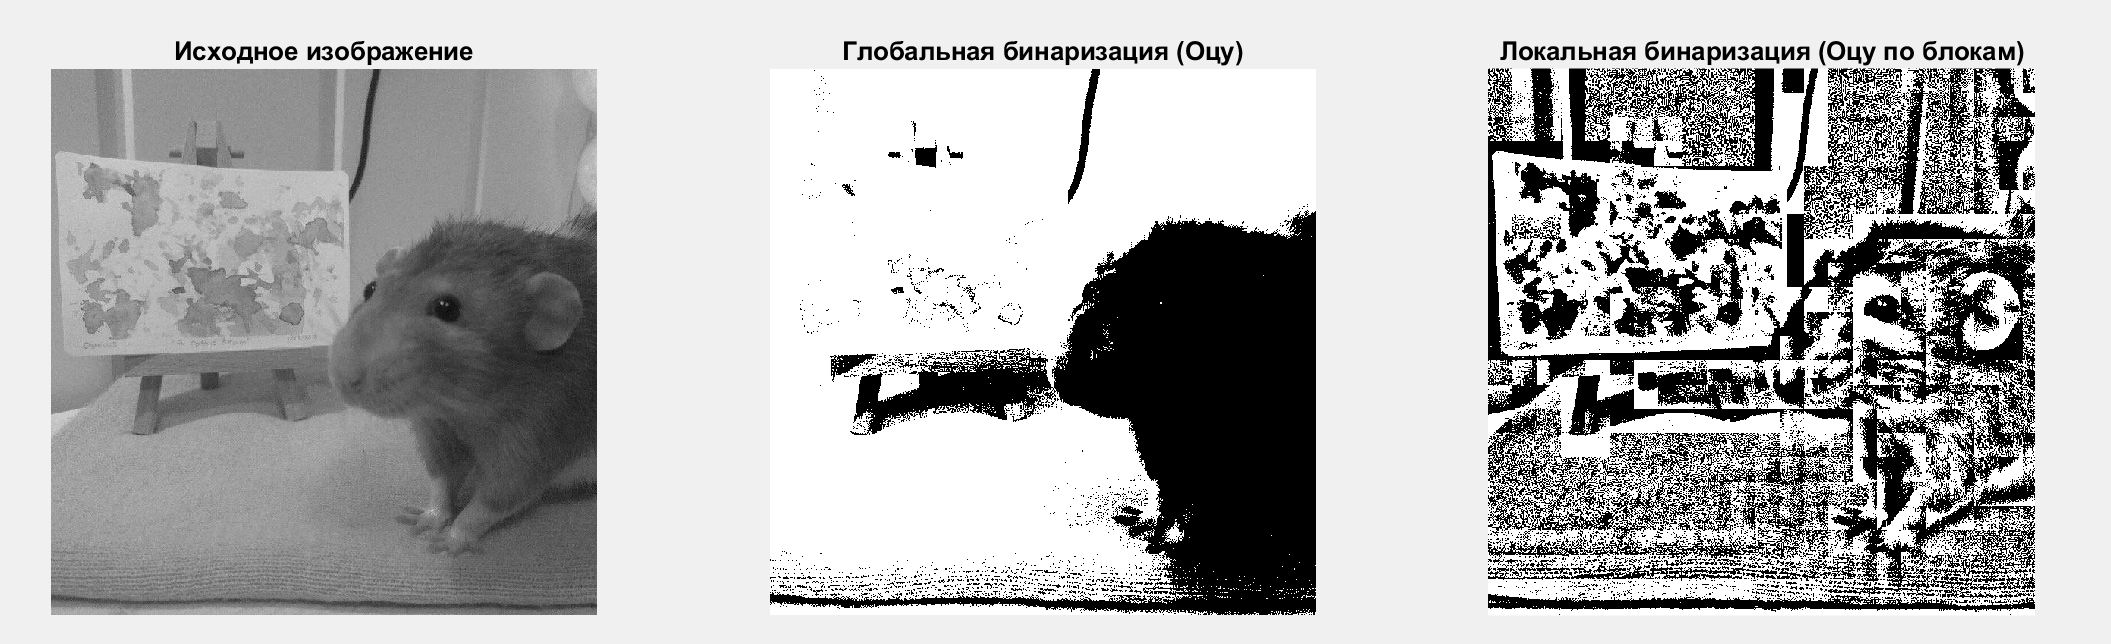 Исходное изображение
Глобальная бинаризация (Оцу)
Локальная бинаризация (Оцу по блокам)